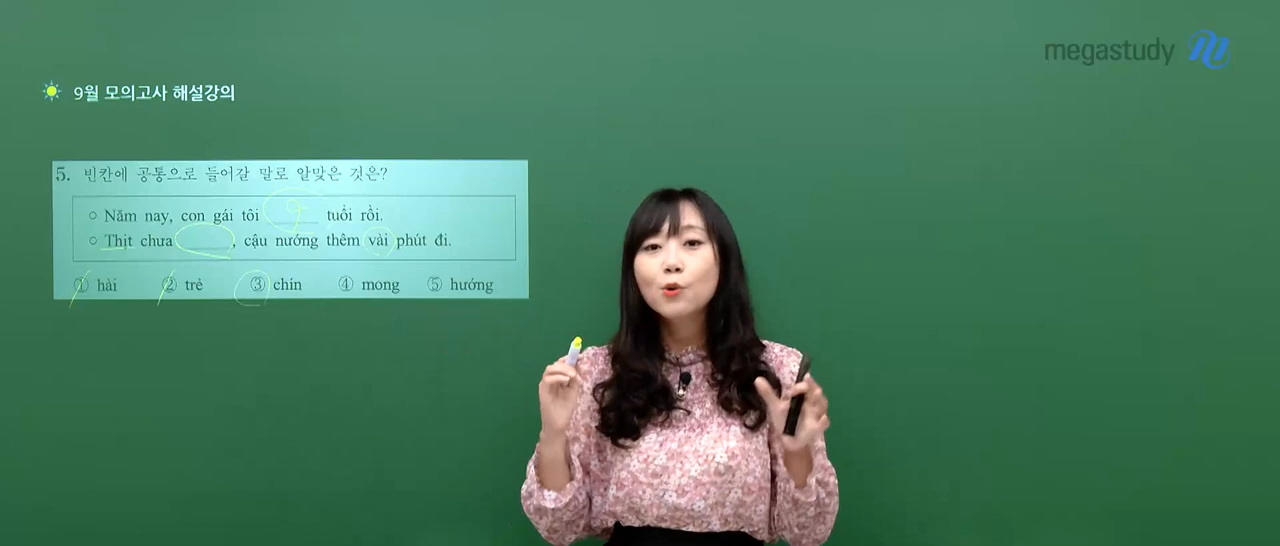 megastudy
9월 모의고사 해설강의
5. 빈칸에 공통으로 들어갈 말로 알맞은 것은?
○ Năm nay, con gái tôi 9 tuổi rồi.
○ Thịt chưa ______, cậu nướng thêm vài phút đi.
① hài ② trẻ ③ chín ④ mong ⑤ hướng